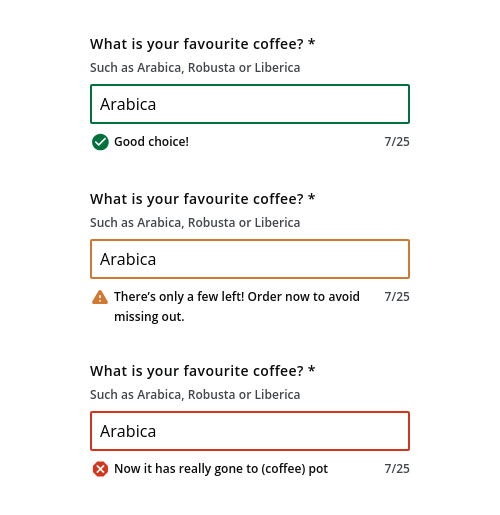 What is your favourite coffee? *
Such as Arabica, Robusta or Liberica
Arabica
Good choice! 7/25
What is your favourite coffee? *
Such as Arabica, Robusta or Liberica
Arabica
There’s only a few left! Order now to avoid 7/25
missing out.
What is your favourite coffee? *
Such as Arabica, Robusta or Liberica
Arabica
Now it has really gone to (coffee) pot 7/25